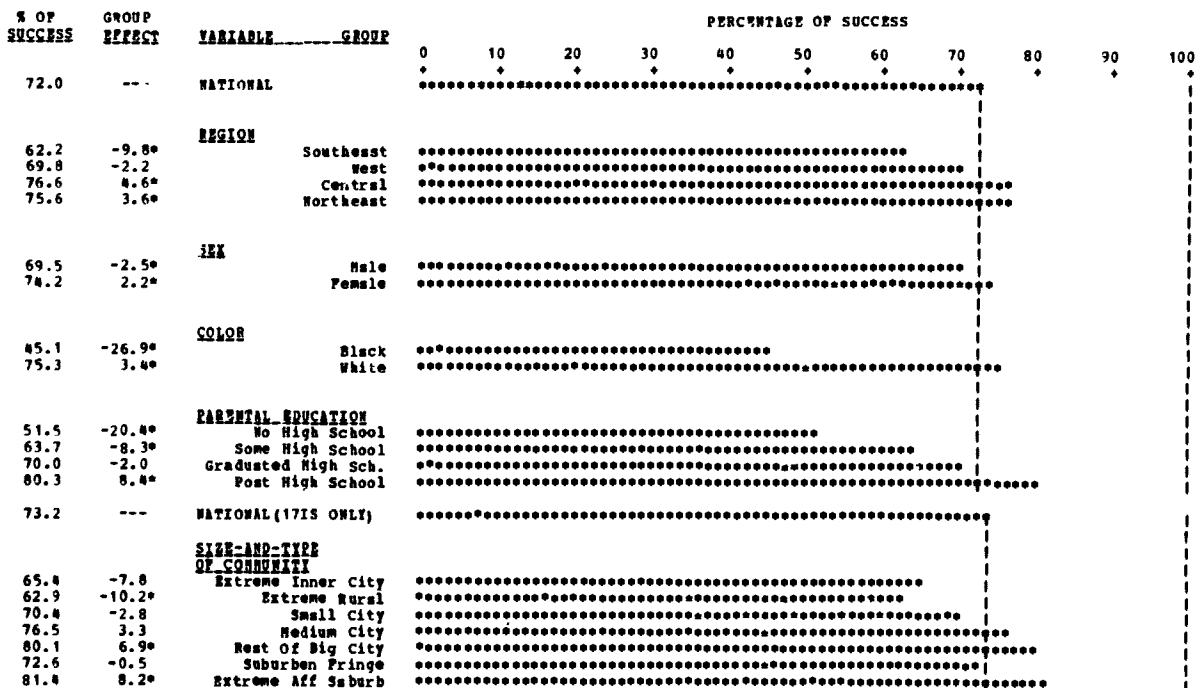 % OF GROUP PERCENTAGE OF SUCCESS
SUCCESS EFFECT VARIABLE GROUP
0 10 20 30 40 50 60 70 80 90 100
72.0 --- NATIONAL
REGION
62.2 -9.8* Southeast
69.8 -2.2 West
76.6 4.6* Central
75.6 3.6* Northeast
SEX
69.5 -2.5* Male
74.2 2.2* Female
COLOR
45.1 -26.9* Black
75.3 3.4* White
PARENTAL EDUCATION
51.5 -20.4* No High School
63.7 -8.3* Some High School
70.0 -2.0 Graduated High Sch.
80.3 8.4* Post High School
73.2 --- NATIONAL(17IS ONLY)
SIZE-AND-TYPE
OF COMMUNITY
65.4 -7.8 Extreme Inner City
62.9 -10.2* Extreme Rural
70.4 -2.8 Small City
76.5 3.3 Medium City
80.1 6.9* Rest Of Big City
72.6 -0.5 Suburben Fringe
81.4 8.2* Extreme Aff Suburb